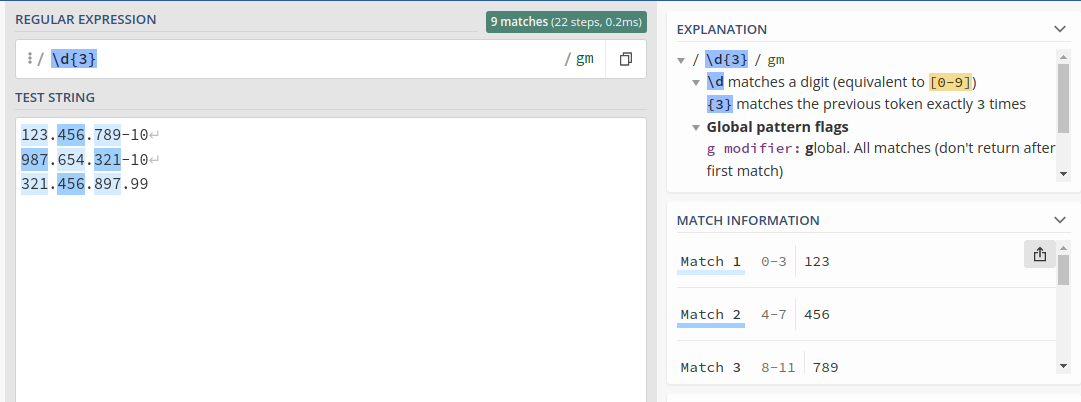 REGULAR EXPRESSION
9 matches (22 steps, 0.2ms)
/ \d{3} / gm
TEST STRING
123.456.789-10↵
987.654.321-10↵
321.456.897.99
EXPLANATION
/ \d{3} / gm
\d matches a digit (equivalent to [0-9])
{3} matches the previous token exactly 3 times
Global pattern flags
g modifier: global. All matches (don't return after
first match)
MATCH INFORMATION
Match 1 0-3 123
Match 2 4-7 456
Match 3 8-11 789